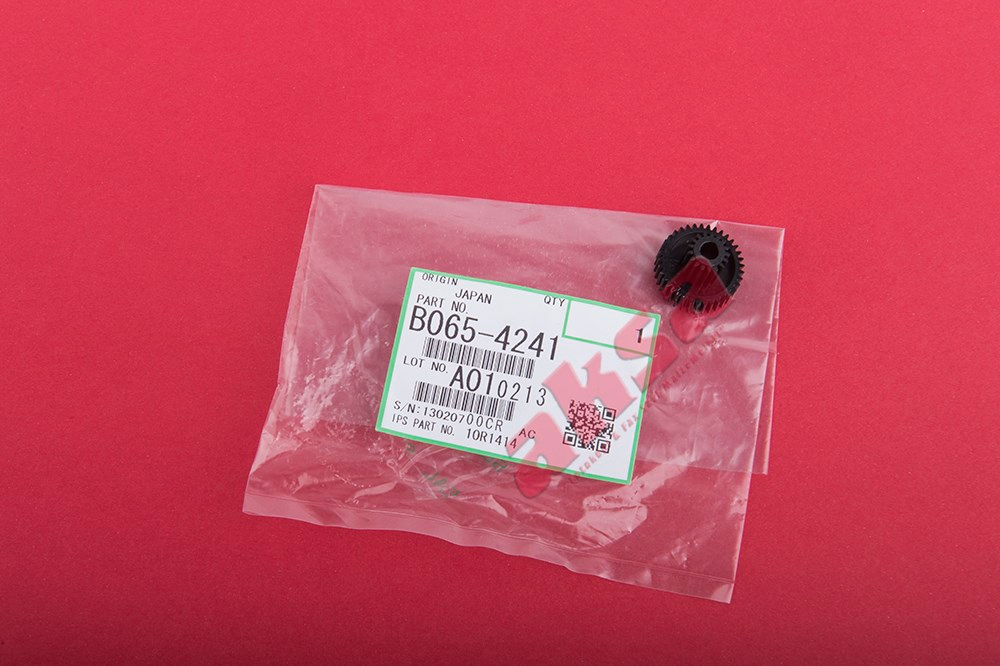 ORIGIN
JAPAN
QTY
1
PART NO.
B065-4241
LOT NO.
A010213
S/N:13020700CR AC
IPS PART NO. 10R1414